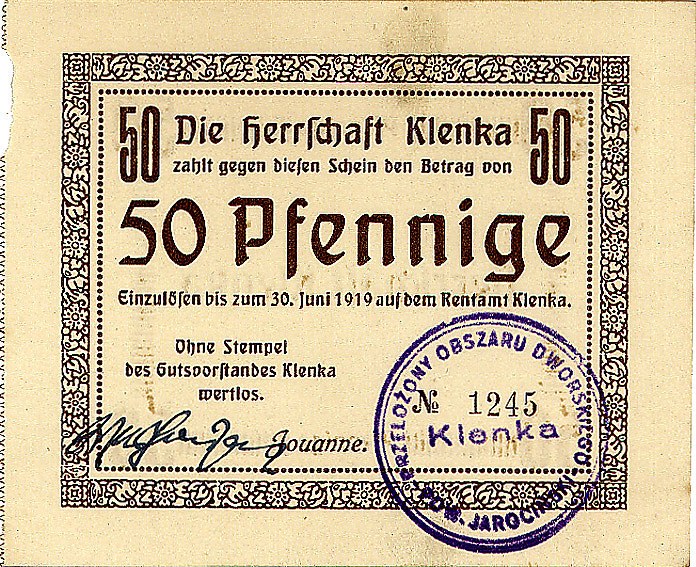 50 Die Herrſchaft Klenka 50
zahlt gegen dieſen Schein den Betrag von
50 Pfennige
Einzulöſen bis zum 30. Juni 1919 auf dem Rentamt Klenka.
Ohne Stempel
des Gutsvorſtandes Klenka
wertlos.
Jouanne.
№ 1245
PRZEŁOŻONY OBSZARU DWORSKIEGO
Klenka
POW. JAROCIŃSKI